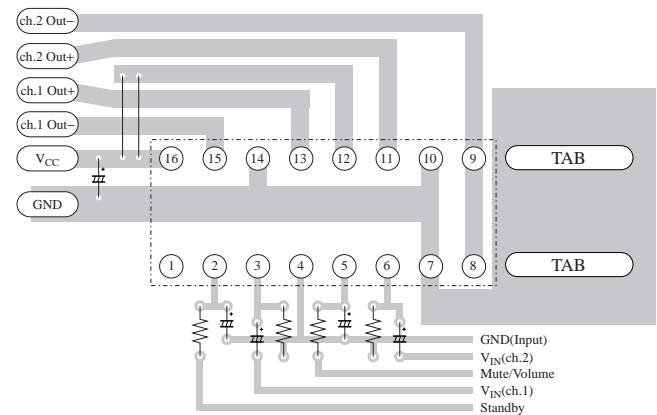 ch.2 Out−
ch.2 Out+
ch.1 Out+
ch.1 Out−
VCC
GND
16 15 14 13 12 11 10 9 TAB
1 2 3 4 5 6 7 8 TAB
+ + + + +
GND(Input)
VIN(ch.2)
Mute/Volume
VIN(ch.1)
Standby